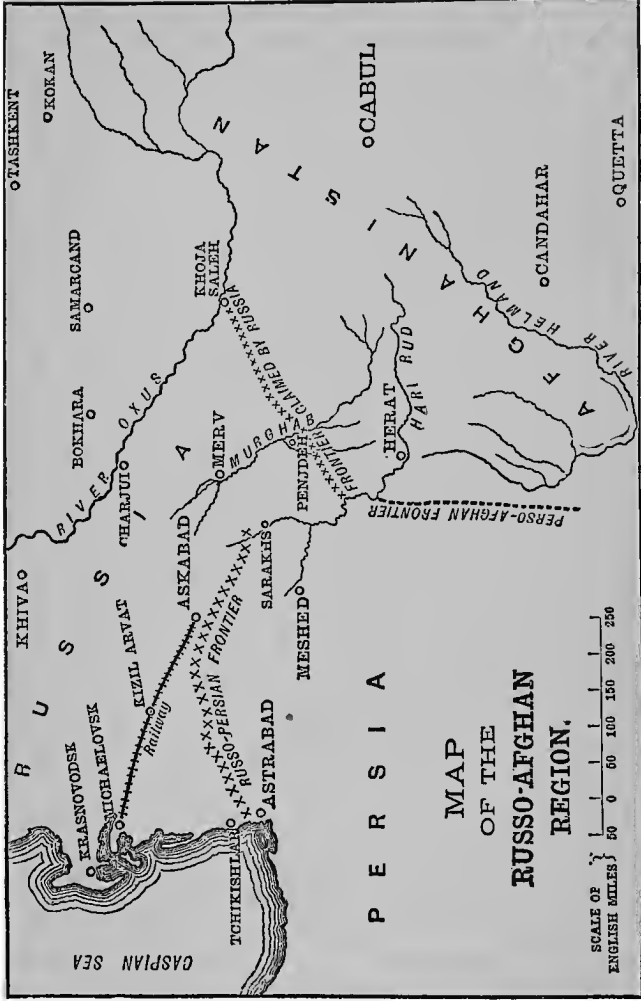 RUSSIA
CASPIAN SEA
KRASNOVODSK
MICHAELOVSK
KHIVA
KIZIL ARVAT
Railway
ASKABAD
TCHIKISHLAR
RUSSO-PERSIAN FRONTIER
ASTRABAD
RIVER OXUS
CHARJUI
BOKHARA
SAMARCAND
TASHKENT
KOKAN
MERV
MURGHAB
KHOJA
SALEH
FRONTIER CLAIMED BY RUSSIA
PENJDEH
SARAKHS
MESHED
HERAT
HARI RUD
PERSO-AFGHAN FRONTIER
AFGHANISTAN
CABUL
CANDAHAR
QUETTA
RIVER HELMAND
PERSIA
MAP
OF THE
RUSSO-AFGHAN
REGION.
SCALE OF
ENGLISH MILES
50 0 50 100 150 200 250